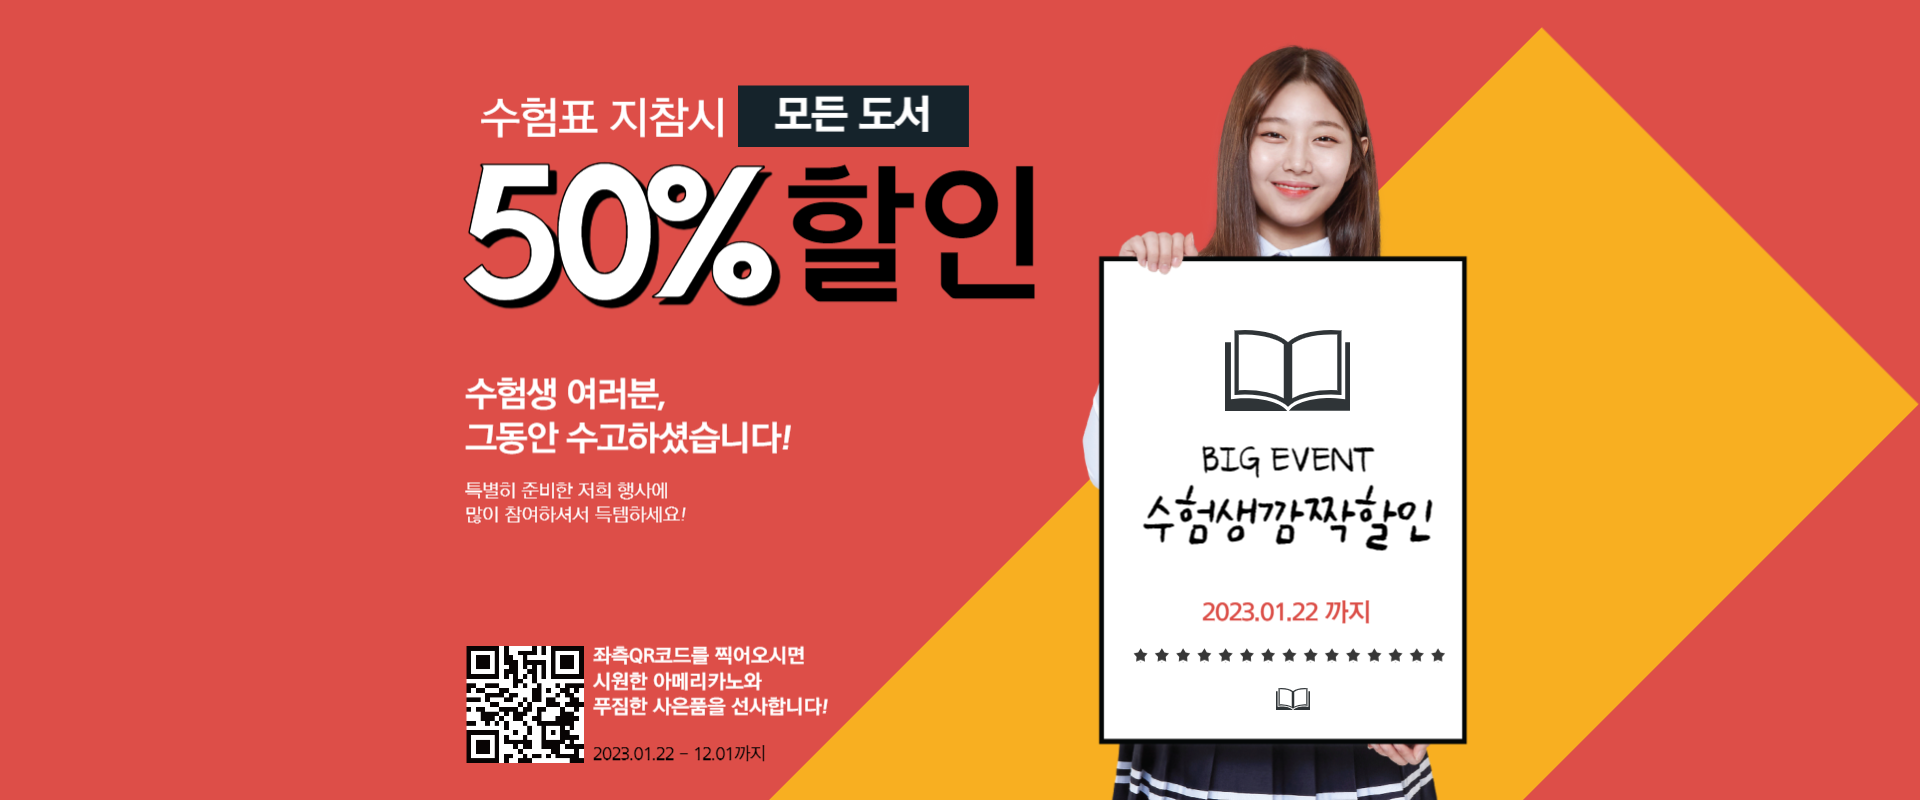 수험표 지참시 모든 도서
50% 할인
수험생 여러분,
그동안 수고하셨습니다!
특별히 준비한 저희 행사에
많이 참여하셔서 득템하세요!
좌측QR코드를 찍어오시면
시원한 아메리카노와
푸짐한 사은품을 선사합니다!
2023.01.22 - 12.01까지
BIG EVENT
수험생깜짝할인
2023.01.22 까지